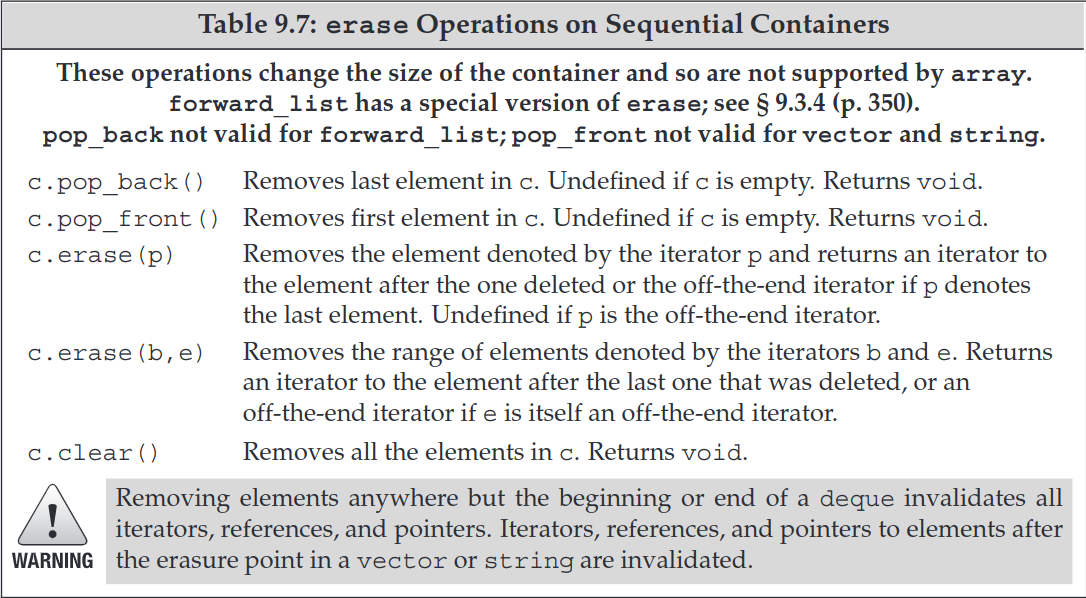 Table 9.7: erase Operations on Sequential Containers
These operations change the size of the container and so are not supported by array.
forward_list has a special version of erase; see § 9.3.4 (p. 350).
pop_back not valid for forward_list; pop_front not valid for vector and string.
c.pop_back() Removes last element in c. Undefined if c is empty. Returns void.
c.pop_front() Removes first element in c. Undefined if c is empty. Returns void.
c.erase(p) Removes the element denoted by the iterator p and returns an iterator to
the element after the one deleted or the off-the-end iterator if p denotes
the last element. Undefined if p is the off-the-end iterator.
c.erase(b,e) Removes the range of elements denoted by the iterators b and e. Returns
an iterator to the element after the last one that was deleted, or an
off-the-end iterator if e is itself an off-the-end iterator.
c.clear() Removes all the elements in c. Returns void.
WARNING
Removing elements anywhere but the beginning or end of a deque invalidates all
iterators, references, and pointers. Iterators, references, and pointers to elements after
the erasure point in a vector or string are invalidated.